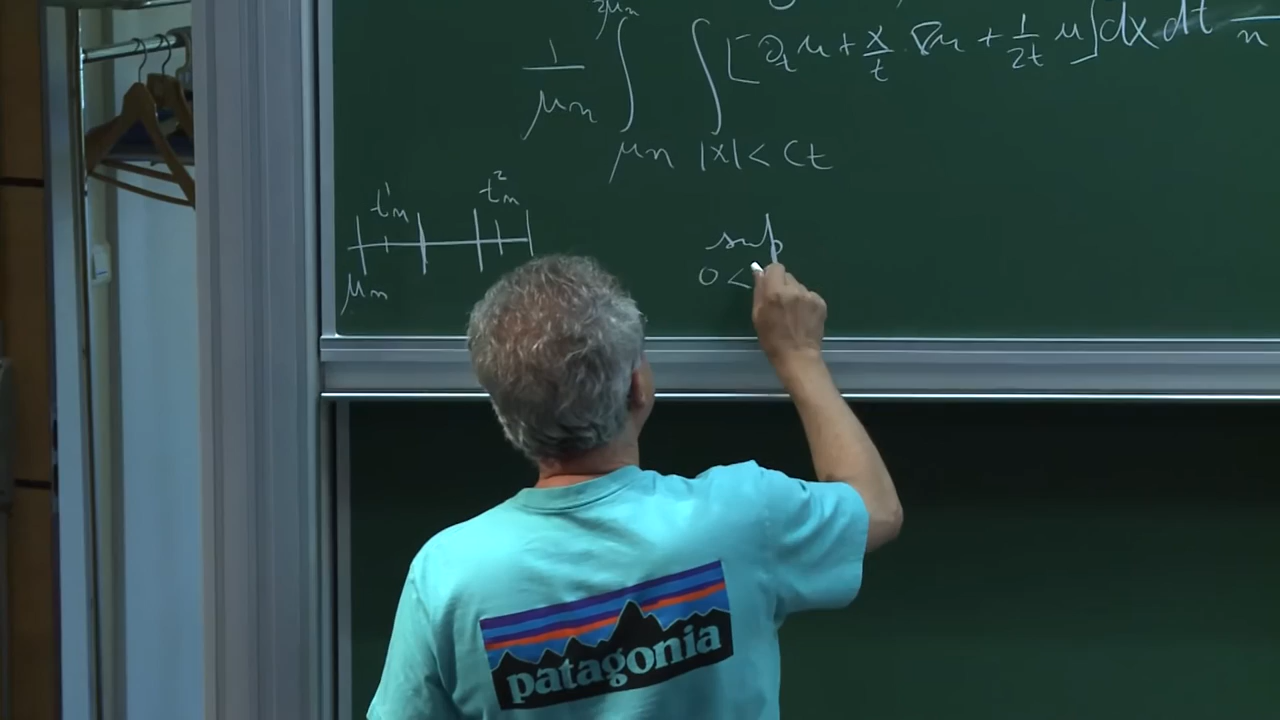 2μn
1/μn ∫ ∫ [∂t u + x/t . ∇u + 1/2t u] dx dt
n
μn |x| < Ct
t¹n t²n
μn
sup
0 <
patagonia